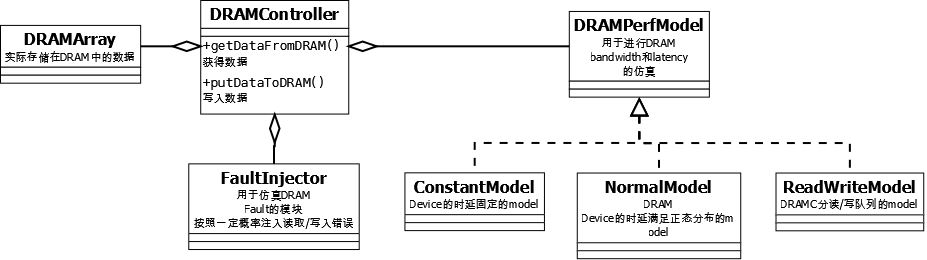 DRAMController
+getDataFromDRAM()
获得数据
+putDataToDRAM()
写入数据
DRAMArray
实际存储在DRAM中的数据
DRAMPerfModel
用于进行DRAM
bandwidth和latency
的仿真
FaultInjector
用于仿真DRAM
Fault的模块
按照一定概率注入读取/写入错误
ConstantModel
Device的时延固定的model
NormalModel
DRAM
Device的时延满足正态分布的m
odel
ReadWriteModel
DRAMC分读/写队列的model